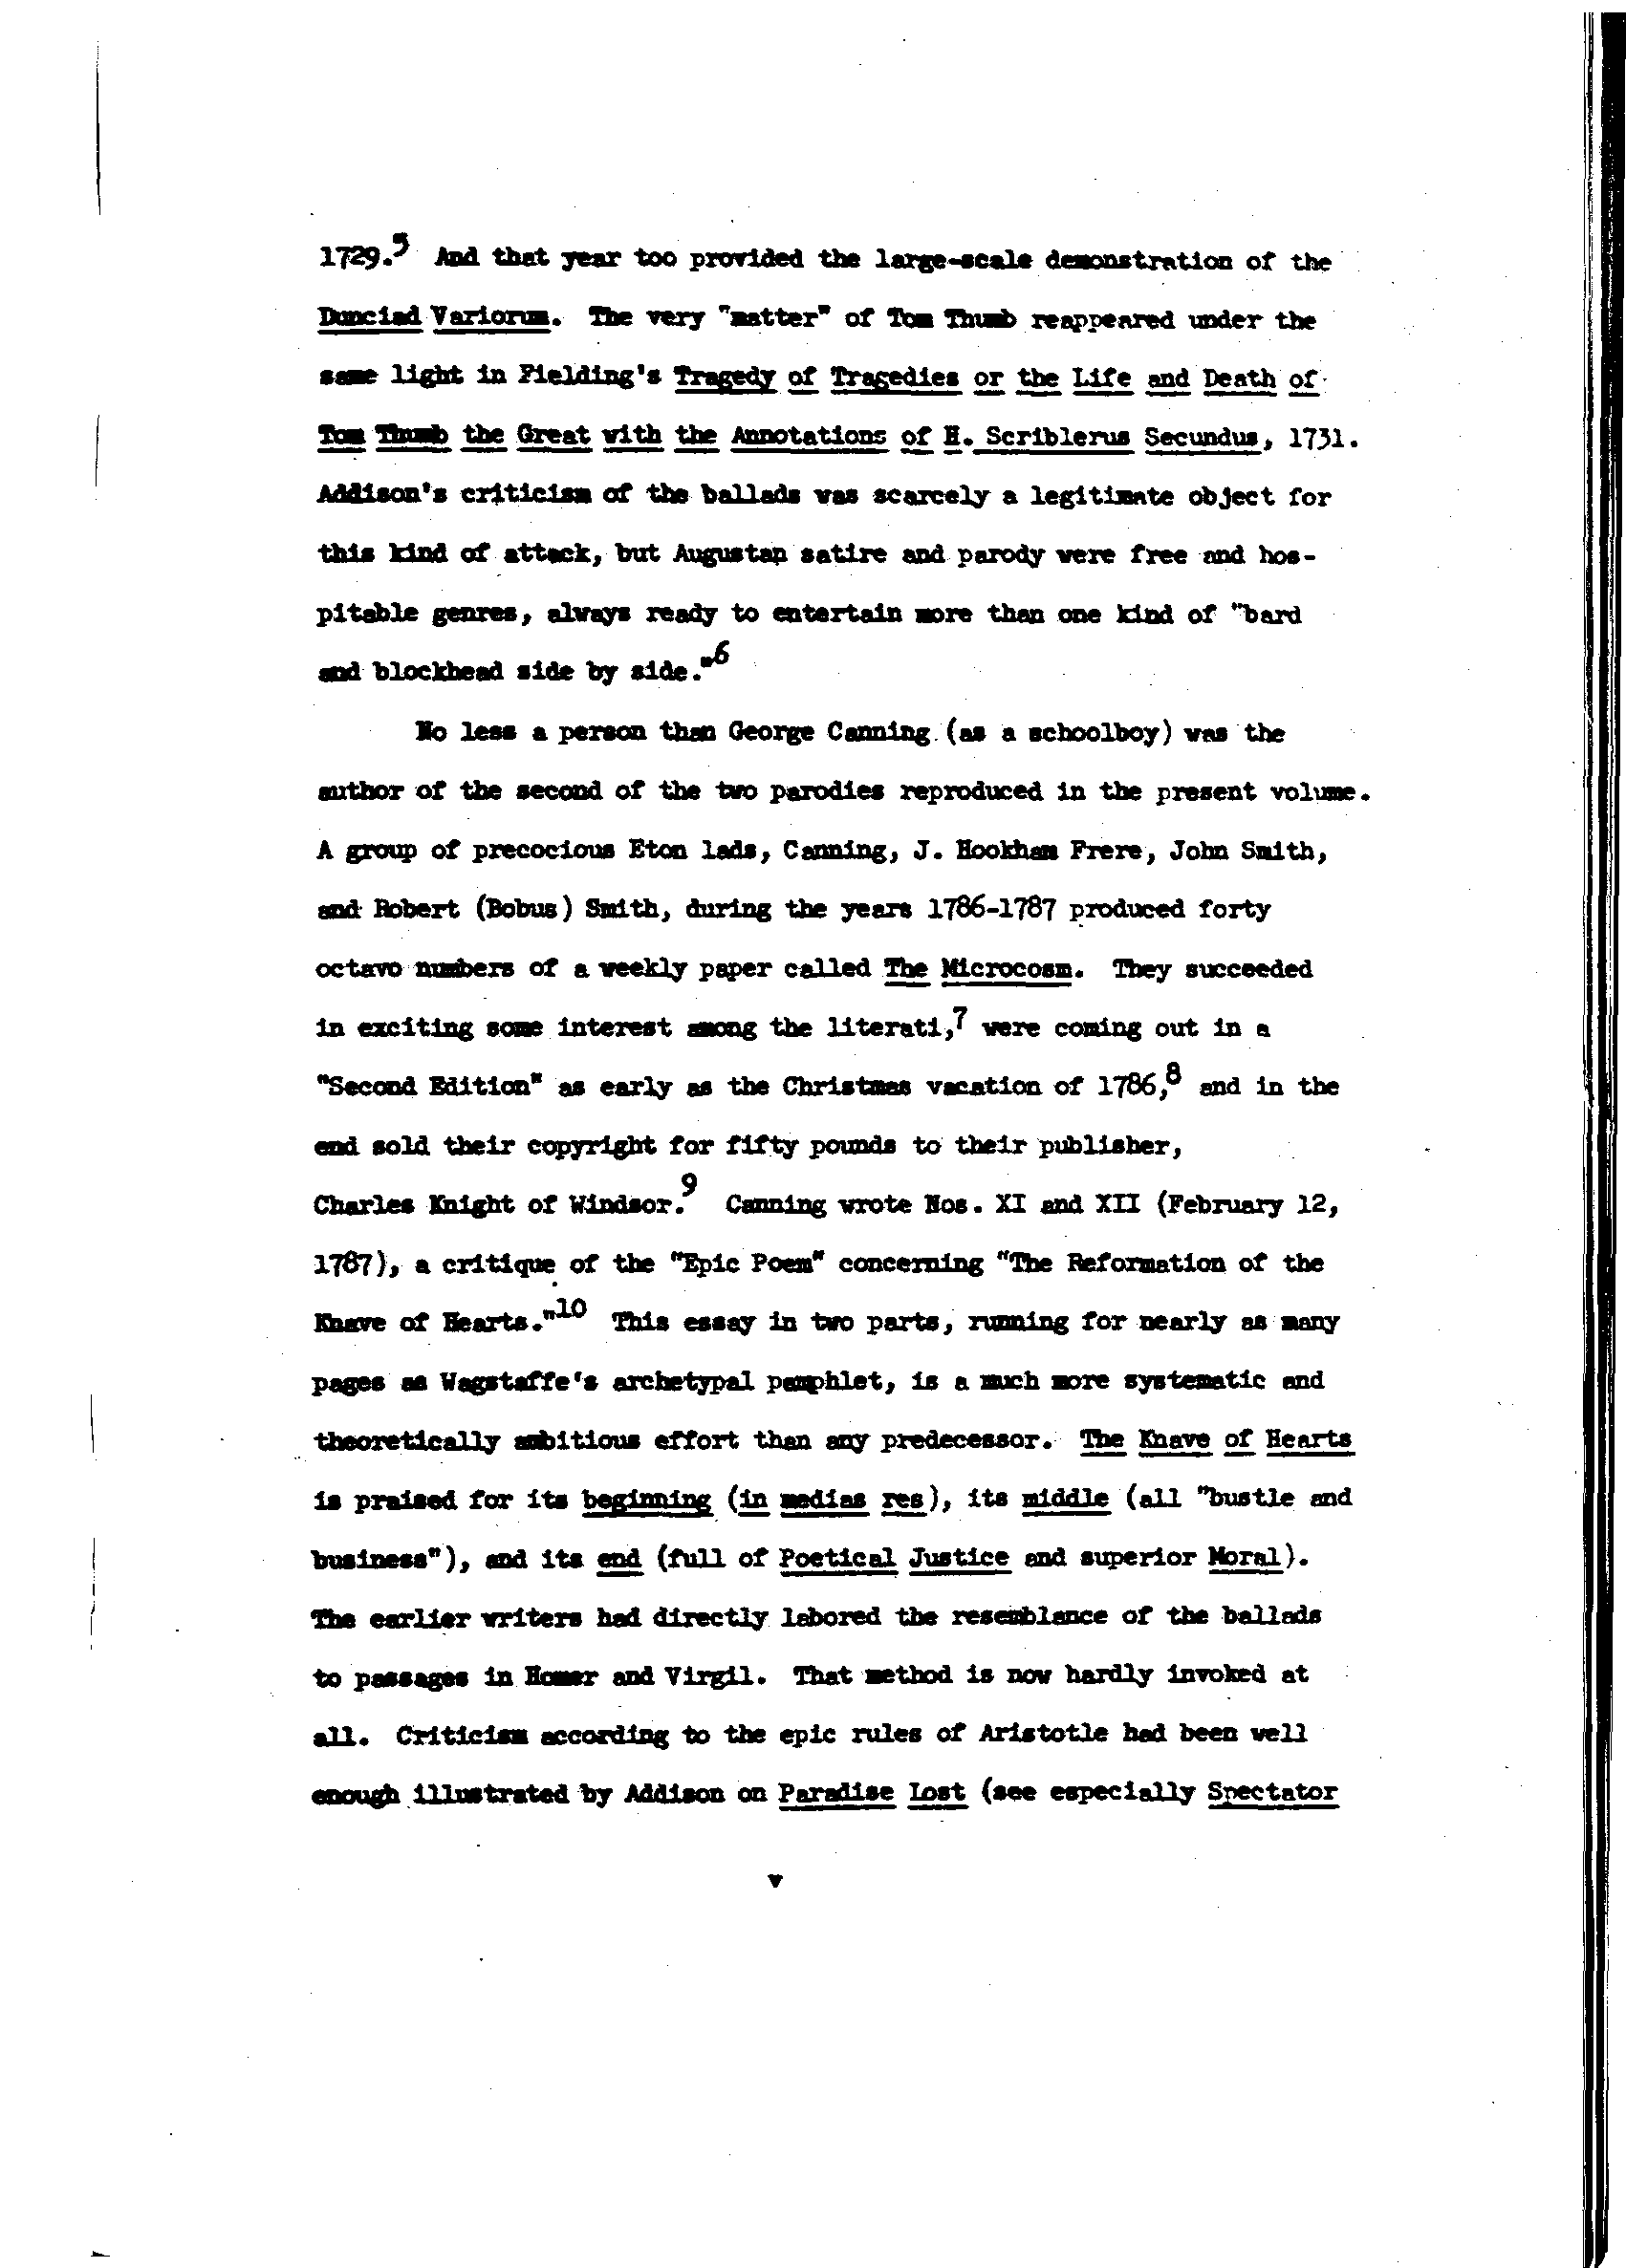 1729.5 And that year too provided the large-scale demonstration of the
Dunciad Variorum. The very "matter" of Tom Thumb reappeared under the
same light in Fielding's Tragedy of Tragedies or the Life and Death of
Tom Thumb the Great with the Annotations of H. Scriblerus Secundus, 1731.
Addison's criticism of the ballads was scarcely a legitimate object for
this kind of attack, but Augustan satire and parody were free and hos-
pitable genres, always ready to entertain more than one kind of "bard
and blockhead side by side."6
No less a person than George Canning (as a schoolboy) was the
author of the second of the two parodies reproduced in the present volume.
A group of precocious Eton lads, Canning, J. Hookham Frere, John Smith,
and Robert (Bobus) Smith, during the years 1786-1787 produced forty
octavo numbers of a weekly paper called The Microcosm. They succeeded
in exciting some interest among the literati,7 were coming out in a
"Second Edition" as early as the Christmas vacation of 1786,8 and in the
end sold their copyright for fifty pounds to their publisher,
Charles Knight of Windsor.9 Canning wrote Nos. XI and XII (February 12,
1787), a critique of the "Epic Poem" concerning "The Reformation of the
Knave of Hearts."10 This essay in two parts, running for nearly as many
pages as Wagstaffe's archetypal pamphlet, is a much more systematic and
theoretically ambitious effort than any predecessor. The Knave of Hearts
is praised for its beginning (in medias res), its middle (all "bustle and
business"), and its end (full of Poetical Justice and superior Moral).
The earlier writers had directly labored the resemblance of the ballads
to passages in Homer and Virgil. That method is now hardly invoked at
all. Criticism according to the epic rules of Aristotle had been well
enough illustrated by Addison on Paradise Lost (see especially Spectator
v